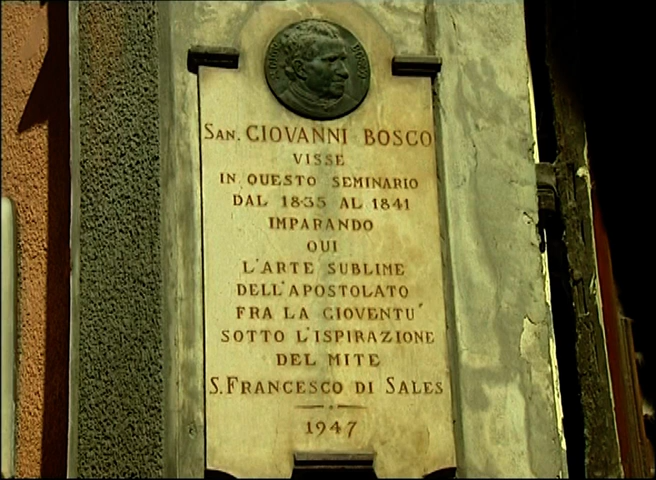 SAN. GIOVANNI BOSCO
VISSE
IN QUESTO SEMINARIO
DAL 1835 AL 1841
IMPARANDO
QUI
L'ARTE SUBLIME
DELL'APOSTOLATO
FRA LA GIOVENTU'
SOTTO L'ISPIRAZIONE
DEL MITE
S. FRANCESCO DI SALES
1947